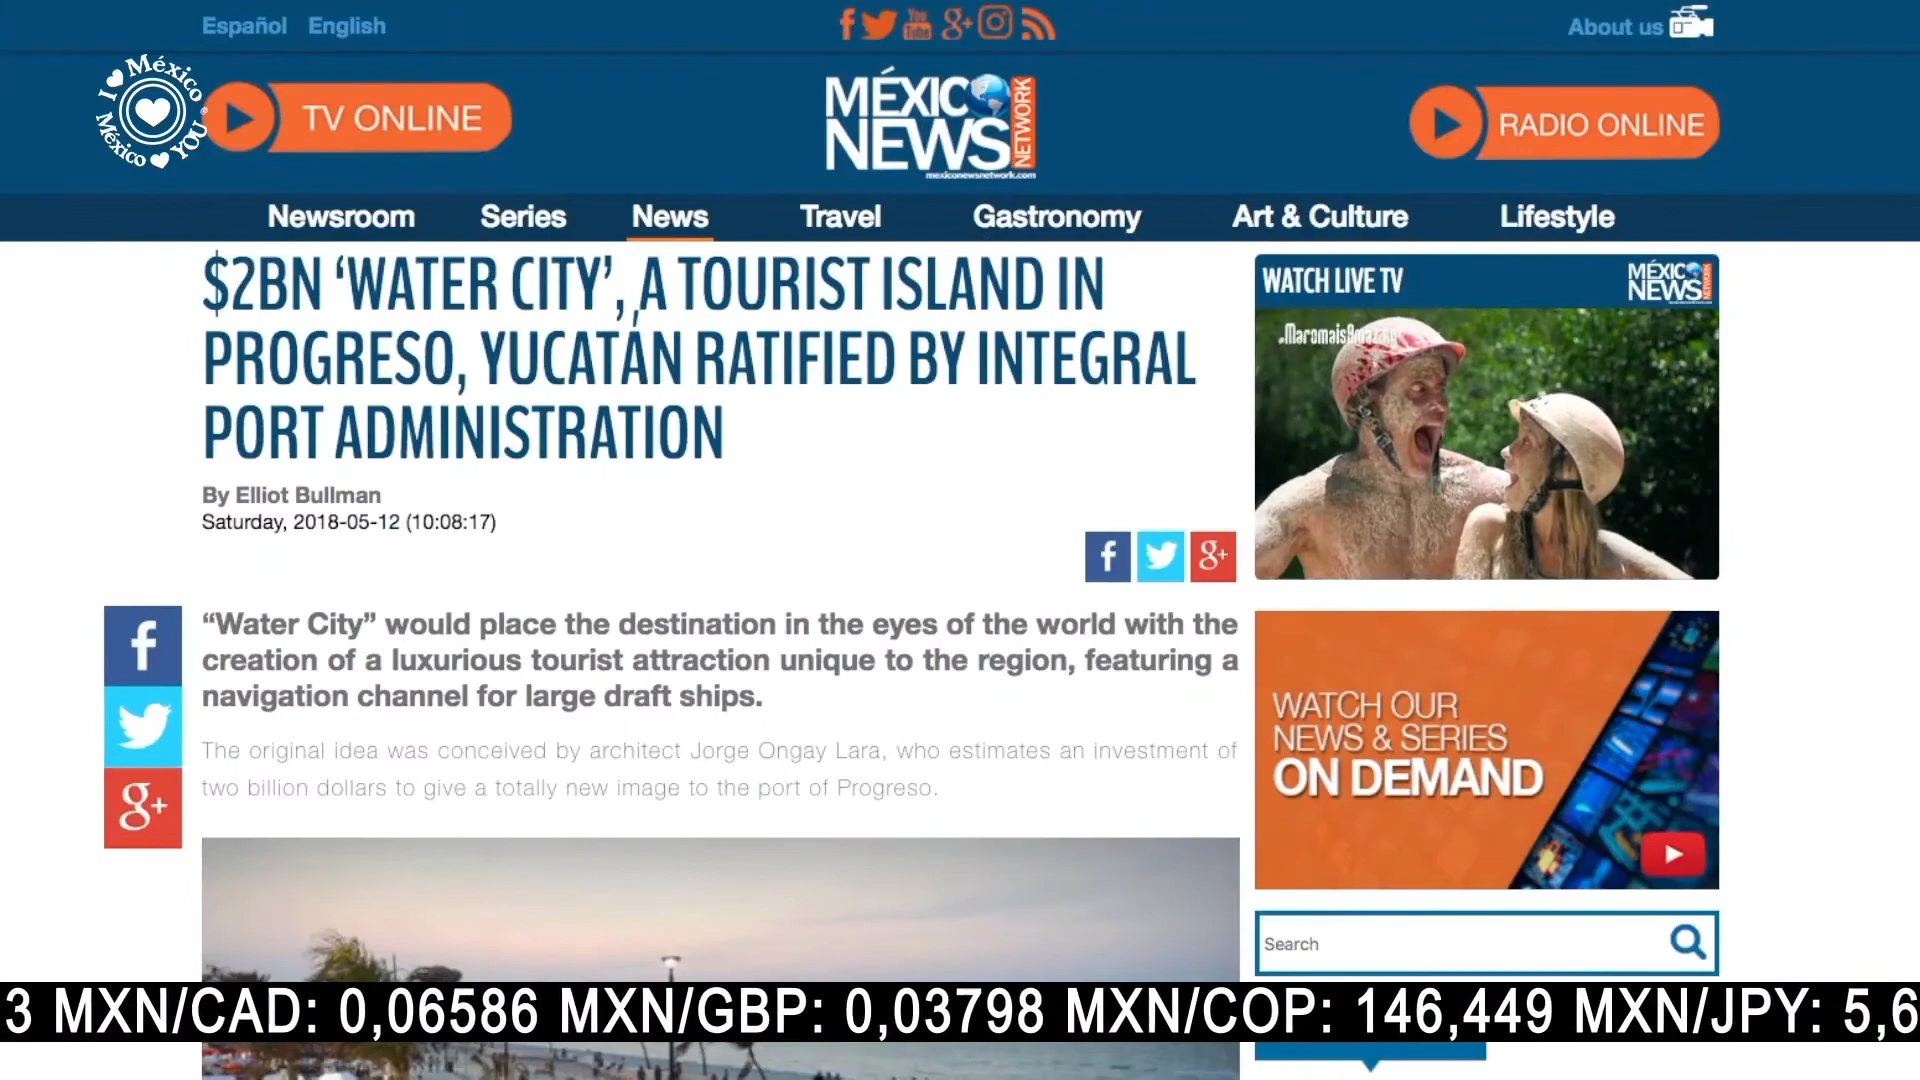 Español English
You
Tube
About us
I México
México YOU
TV ONLINE
MÉXICO
NEWS
NETWORK
mexiconewsnetwork.com
RADIO ONLINE
Newsroom Series News Travel Gastronomy Art & Culture Lifestyle
$2BN ‘WATER CITY’, A TOURIST ISLAND IN
PROGRESO, YUCATÁN RATIFIED BY INTEGRAL
PORT ADMINISTRATION
By Elliot Bullman
Saturday, 2018-05-12 (10:08:17)
WATCH LIVE TV
MÉXICO
NEWS
“Water City” would place the destination in the eyes of the world with the
creation of a luxurious tourist attraction unique to the region, featuring a
navigation channel for large draft ships.
The original idea was conceived by architect Jorge Ongay Lara, who estimates an investment of
two billion dollars to give a totally new image to the port of Progreso.
WATCH OUR
NEWS & SERIES
ON DEMAND
Search
3 MXN/CAD: 0,06586 MXN/GBP: 0,03798 MXN/COP: 146,449 MXN/JPY: 5,6